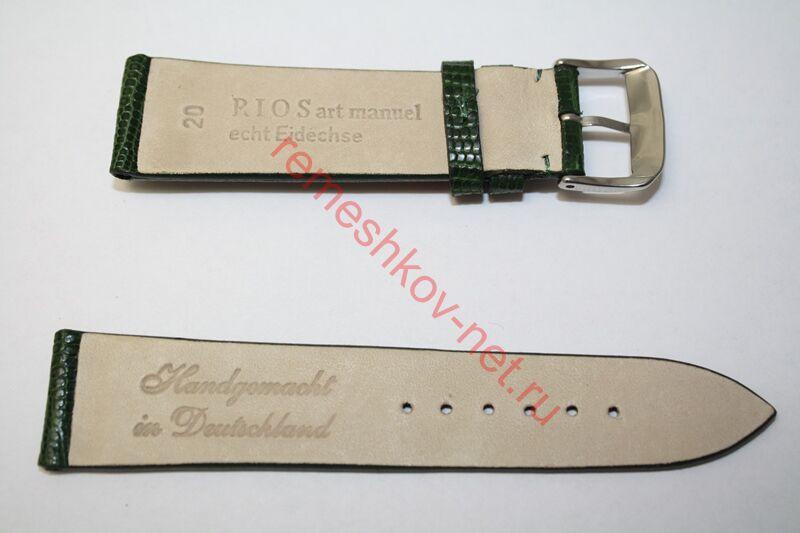 20
RIOS art manuel
echt Eidechse
remeshkov-net.ru
Handgemacht
in Deutschland